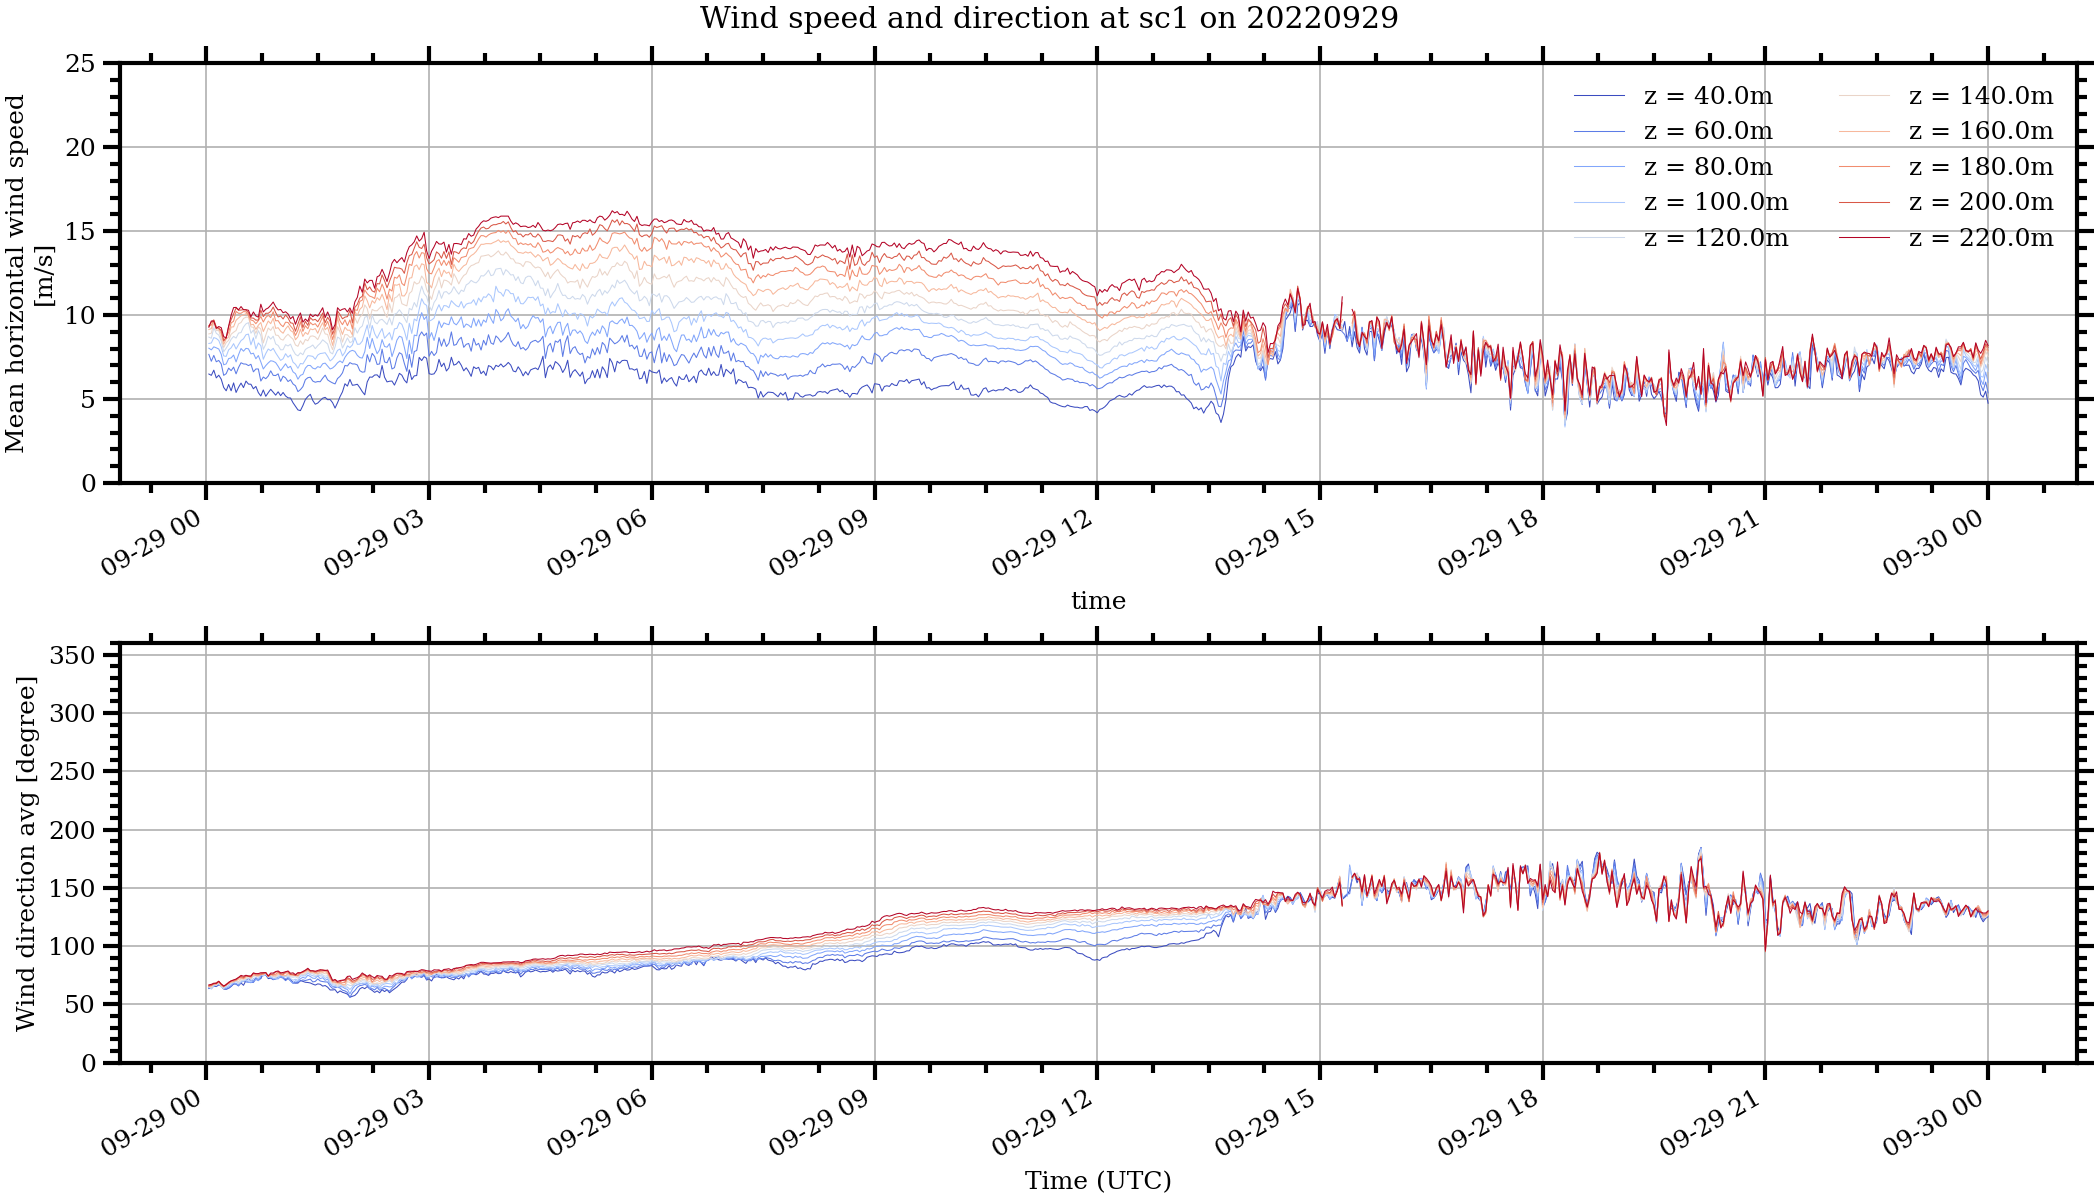 Wind speed and direction at sc1 on 20220929
Mean horizontal wind speed
[m/s]
25
20
15
10
5
0
z = 40.0m
z = 60.0m
z = 80.0m
z = 100.0m
z = 120.0m
z = 140.0m
z = 160.0m
z = 180.0m
z = 200.0m
z = 220.0m
09-29 00
09-29 03
09-29 06
09-29 09
09-29 12
09-29 15
09-29 18
09-29 21
09-30 00
time
Wind direction avg [degree]
350
300
250
200
150
100
50
0
09-29 00
09-29 03
09-29 06
09-29 09
09-29 12
09-29 15
09-29 18
09-29 21
09-30 00
Time (UTC)